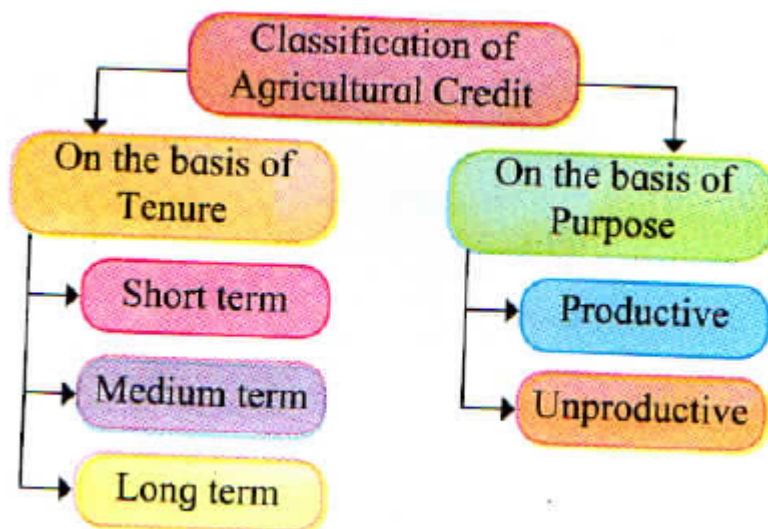 Classification of
Agricultural Credit
On the basis of
Tenure
Short term
Medium term
Long term
On the basis of
Purpose
Productive
Unproductive